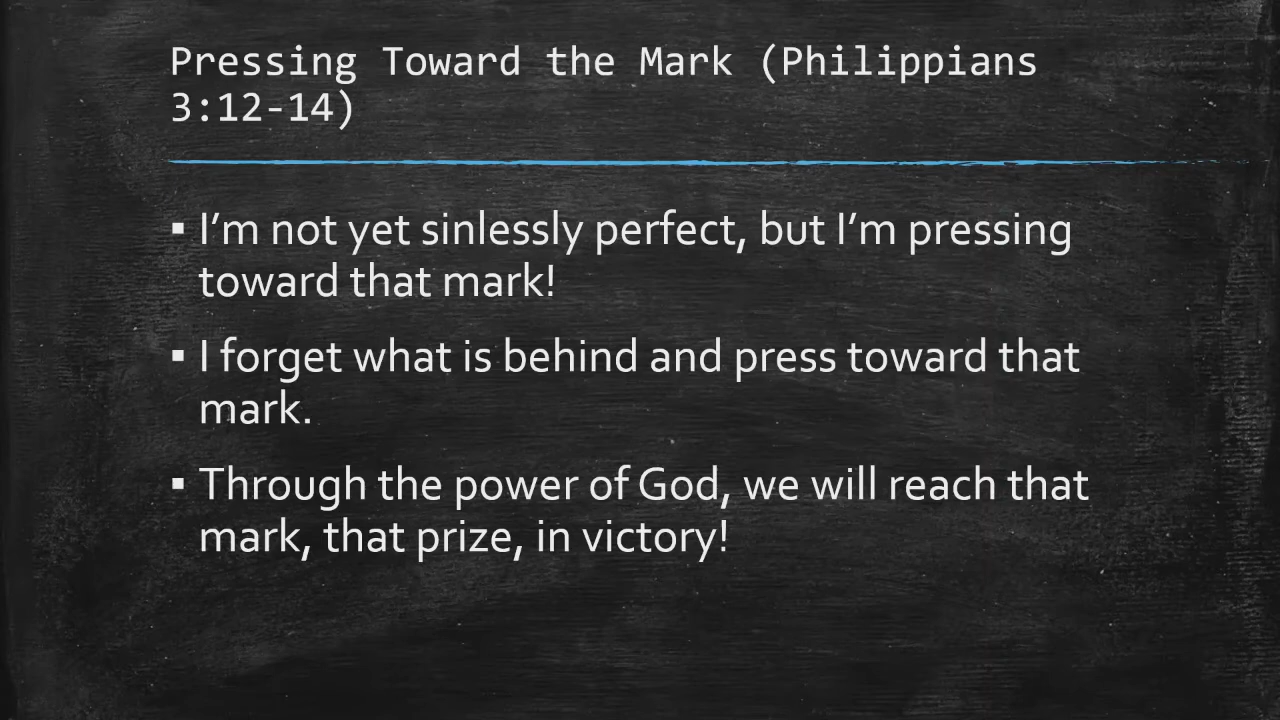 Pressing Toward the Mark (Philippians
3:12-14)
▪ I’m not yet sinlessly perfect, but I’m pressing
toward that mark!
▪ I forget what is behind and press toward that
mark.
▪ Through the power of God, we will reach that
mark, that prize, in victory!